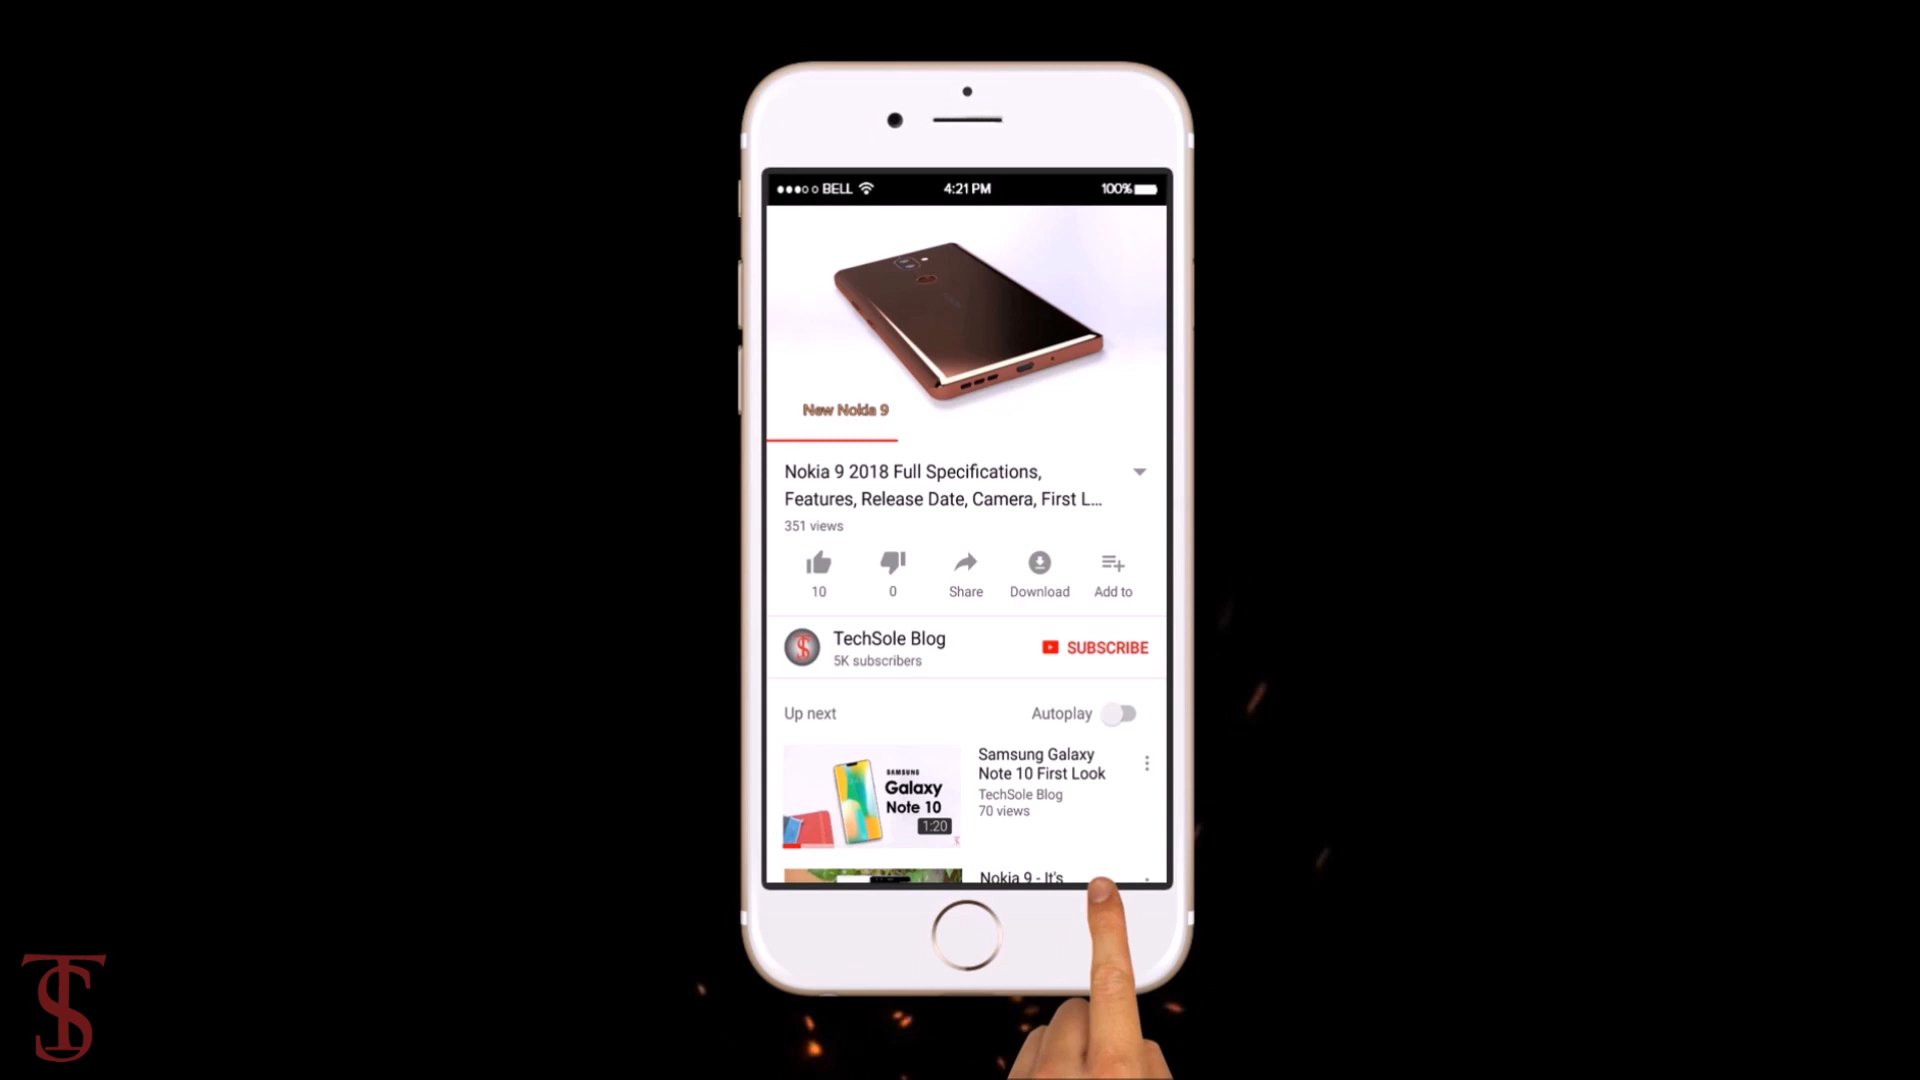 BELL
4:21 PM
100%
New Nokia 9
Nokia 9 2018 Full Specifications,
Features, Release Date, Camera, First L...
351 views
10
0
Share
Download
Add to
TechSole Blog
5K subscribers
SUBSCRIBE
Up next
Autoplay
SAMSUNG
Galaxy
Note 10
1:20
Samsung Galaxy
Note 10 First Look
TechSole Blog
70 views
Nokia 9 - It's